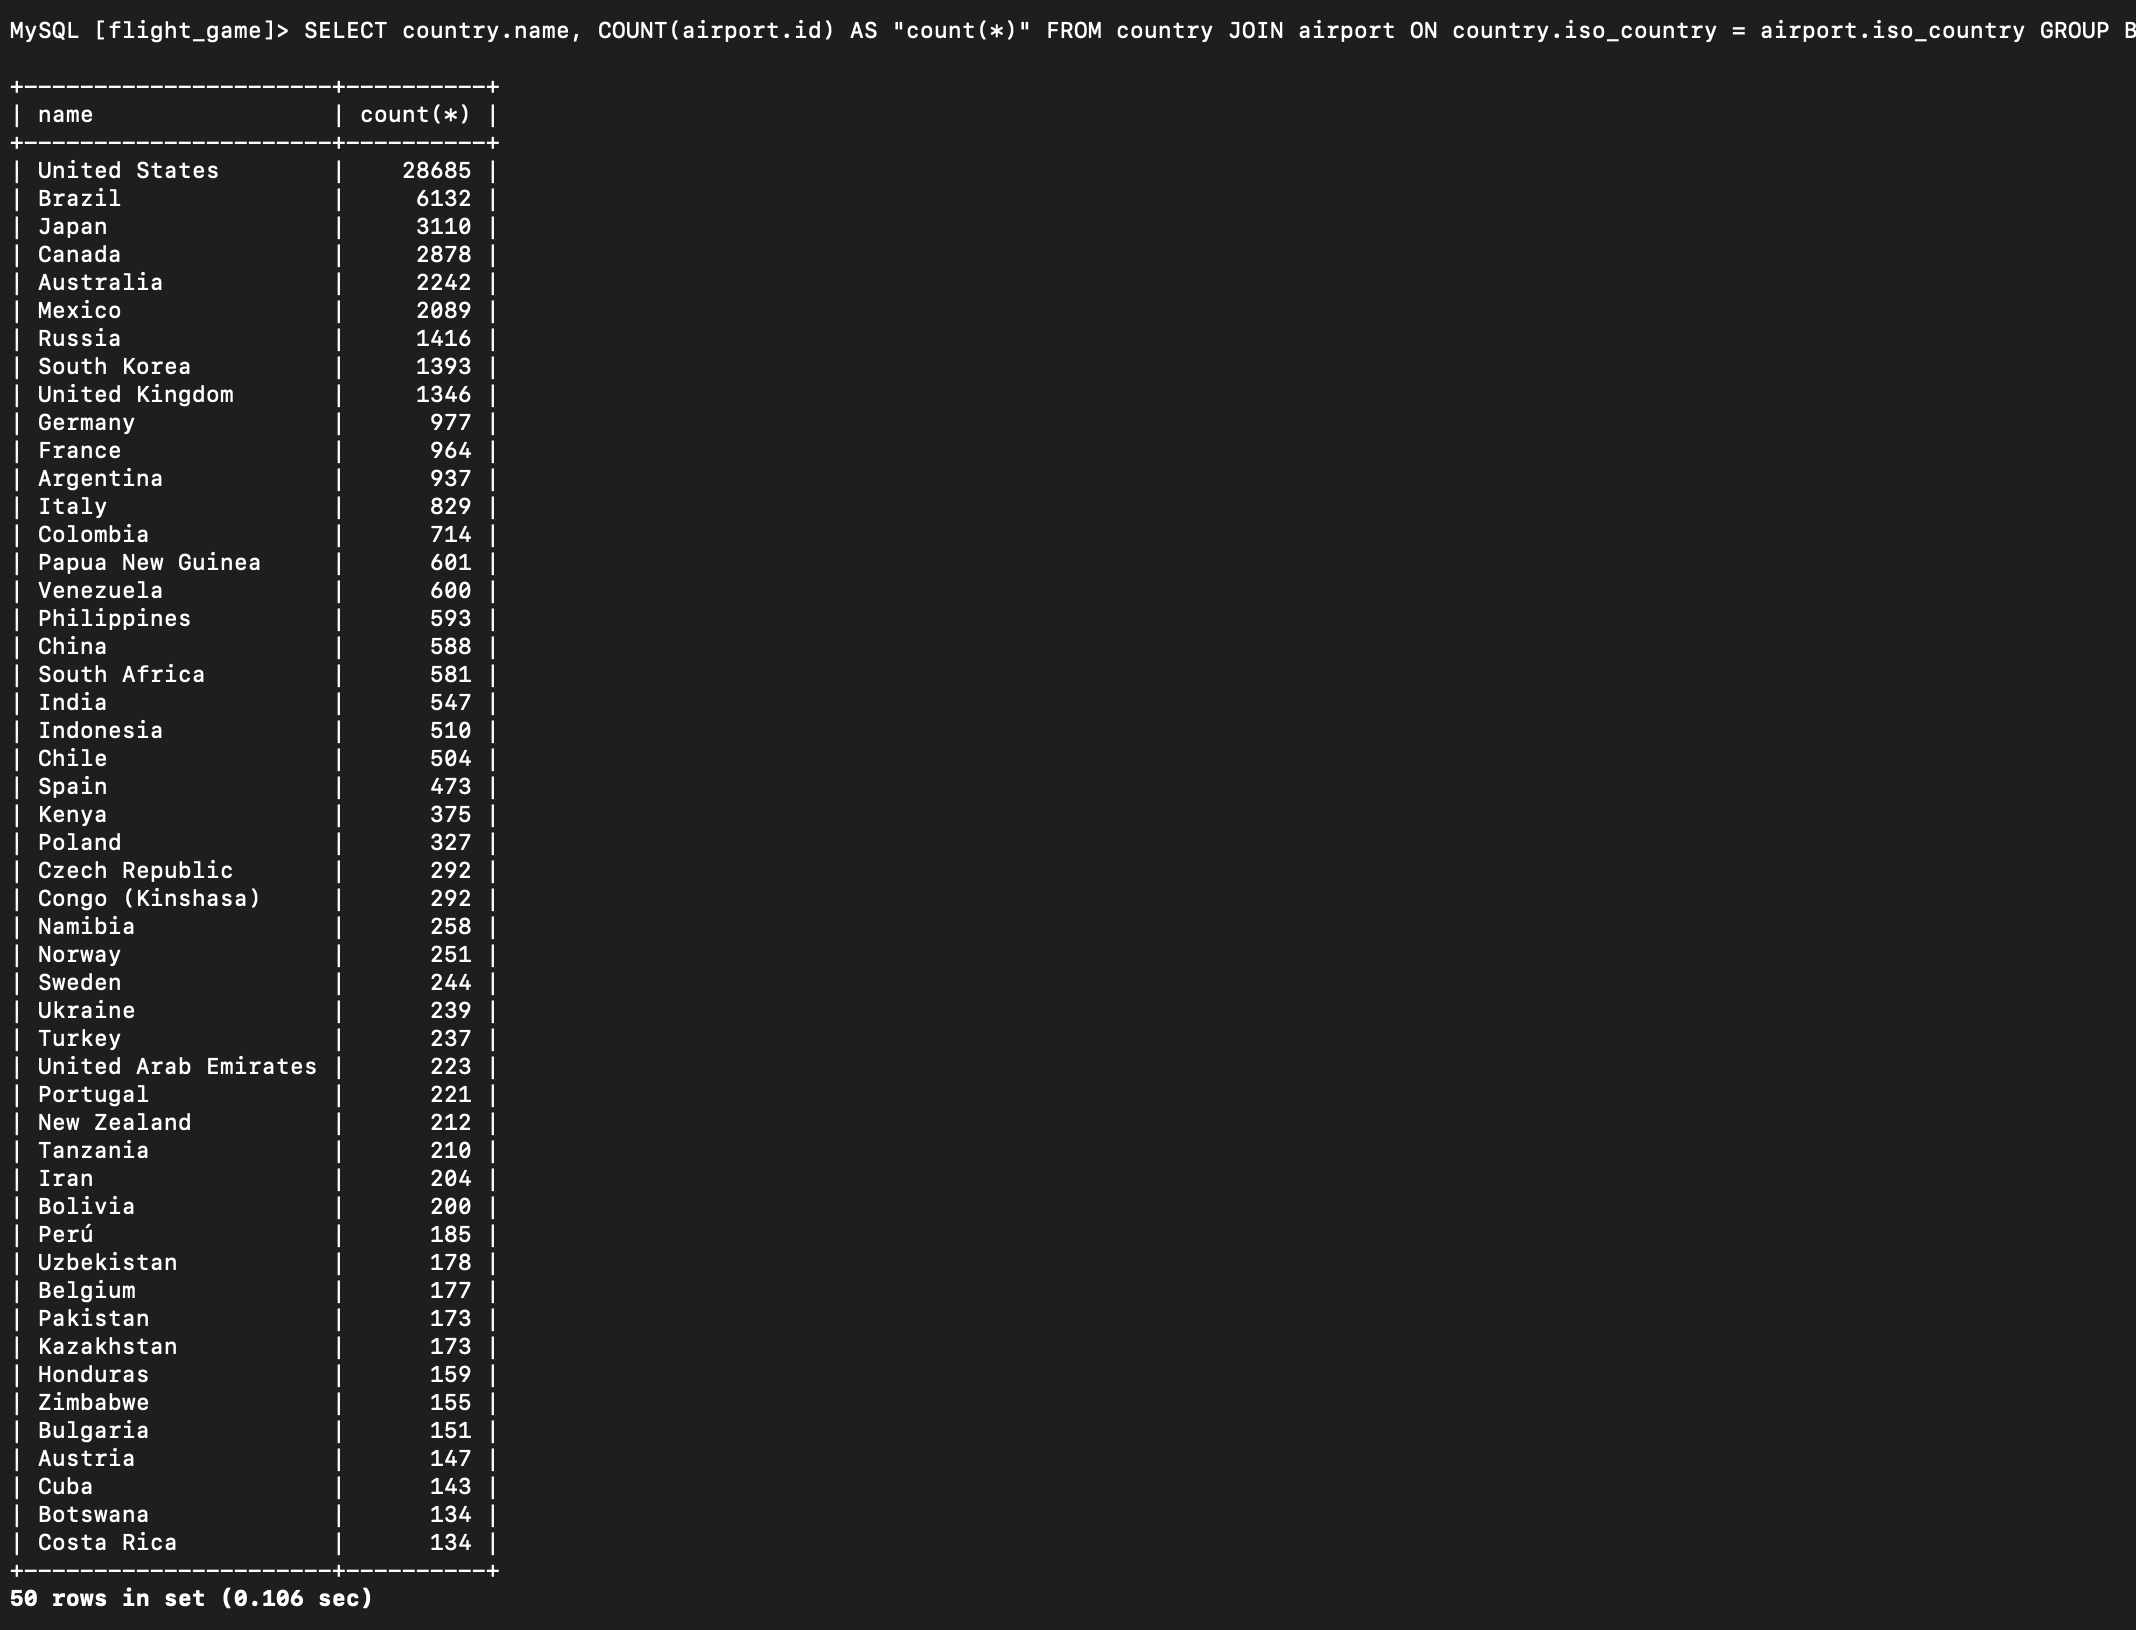 MySQL [flight_game]> SELECT country.name, COUNT(airport.id) AS "count(*)" FROM country JOIN airport ON country.iso_country = airport.iso_country GROUP B
+------------------------+----------+
| name                   | count(*) |
+------------------------+----------+
| United States          |    28685 |
| Brazil                 |     6132 |
| Japan                  |     3110 |
| Canada                 |     2878 |
| Australia              |     2242 |
| Mexico                 |     2089 |
| Russia                 |     1416 |
| South Korea            |     1393 |
| United Kingdom         |     1346 |
| Germany                |      977 |
| France                 |      964 |
| Argentina              |      937 |
| Italy                  |      829 |
| Colombia               |      714 |
| Papua New Guinea       |      601 |
| Venezuela              |      600 |
| Philippines            |      593 |
| China                  |      588 |
| South Africa           |      581 |
| India                  |      547 |
| Indonesia              |      510 |
| Chile                  |      504 |
| Spain                  |      473 |
| Kenya                  |      375 |
| Poland                 |      327 |
| Czech Republic         |      292 |
| Congo (Kinshasa)       |      292 |
| Namibia                |      258 |
| Norway                 |      251 |
| Sweden                 |      244 |
| Ukraine                |      239 |
| Turkey                 |      237 |
| United Arab Emirates   |      223 |
| Portugal               |      221 |
| New Zealand            |      212 |
| Tanzania               |      210 |
| Iran                   |      204 |
| Bolivia                |      200 |
| Perú                   |      185 |
| Uzbekistan             |      178 |
| Belgium                |      177 |
| Pakistan               |      173 |
| Kazakhstan             |      173 |
| Honduras               |      159 |
| Zimbabwe               |      155 |
| Bulgaria               |      151 |
| Austria                |      147 |
| Cuba                   |      143 |
| Botswana               |      134 |
| Costa Rica             |      134 |
+------------------------+----------+
50 rows in set (0.106 sec)